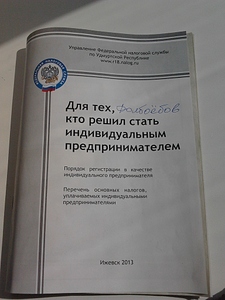 Управление Федеральной налоговой службы
по Удмуртской Республике
www.r18.nalog.ru
Для тех, долбоёбов
кто решил стать
индивидуальным
предпринимателем
Порядок регистрации в качестве
индивидуального предпринимателя
Перечень основных налогов,
уплачиваемых индивидуальными
предпринимателями
Ижевск 2013